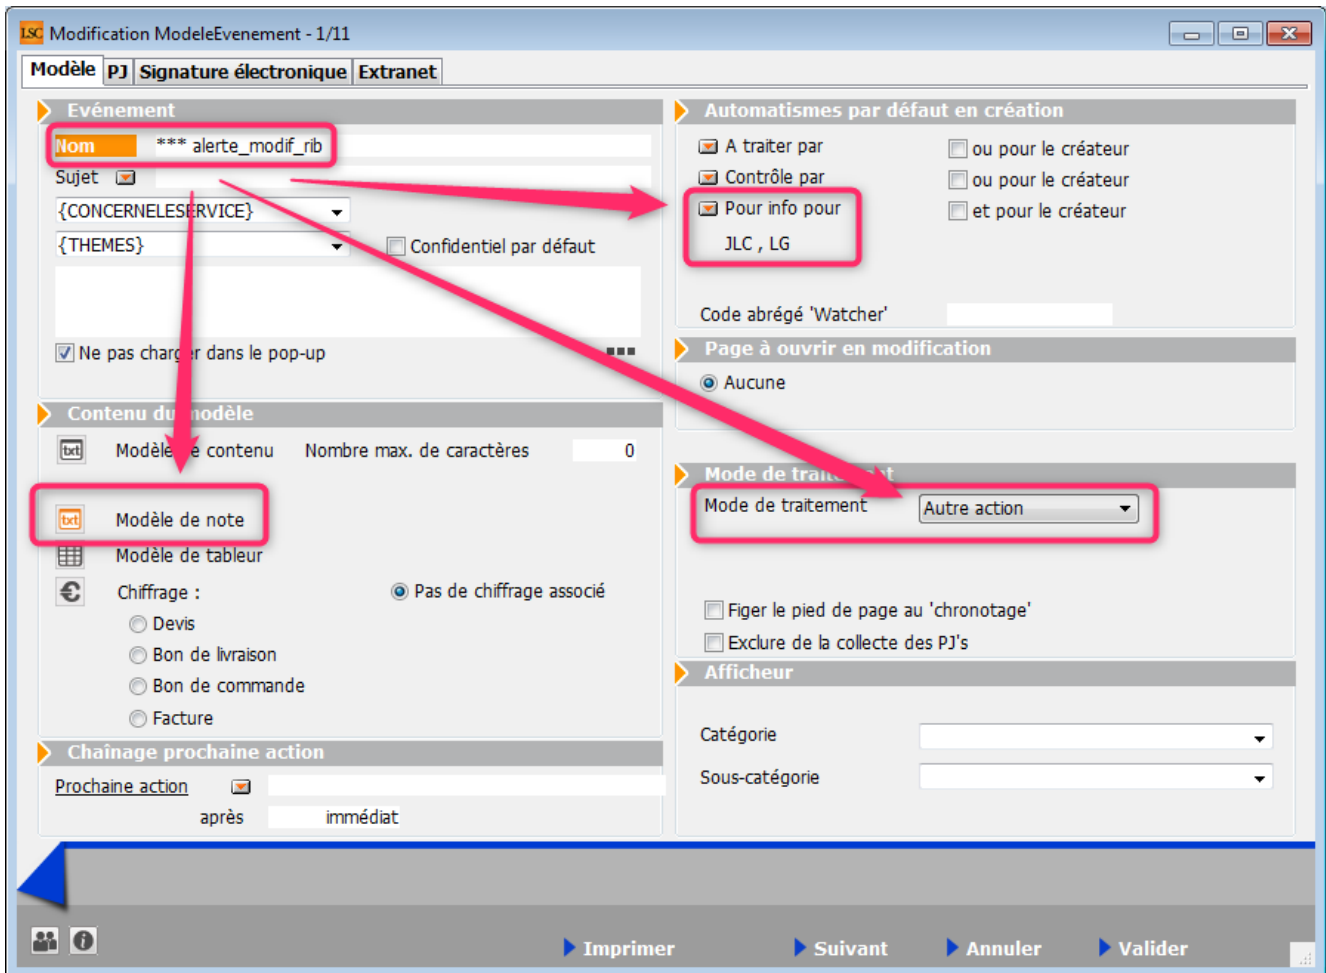 LSC Modification ModeleEvenement - 1/11
Modèle PJ Signature électronique Extranet
Evénement
Nom *** alerte_modif_rib
Sujet
{CONCERNELESERVICE}
{THEMES} Confidentiel par défaut
Ne pas charger dans le pop-up
Contenu du modèle
txt Modèle de contenu Nombre max. de caractères 0
txt Modèle de note
Modèle de tableur
€ Chiffrage : Pas de chiffrage associé
Devis
Bon de livraison
Bon de commande
Facture
Chaînage prochaine action
Prochaine action
après immédiat
Automatismes par défaut en création
A traiter par ou pour le créateur
Contrôle par ou pour le créateur
Pour info pour et pour le créateur
JLC , LG
Code abrégé 'Watcher'
Page à ouvrir en modification
Aucune
Mode de traitement
Mode de traitement Autre action
Figer le pied de page au 'chronotage'
Exclure de la collecte des PJ's
Afficheur
Catégorie
Sous-catégorie
Imprimer Suivant Annuler Valider